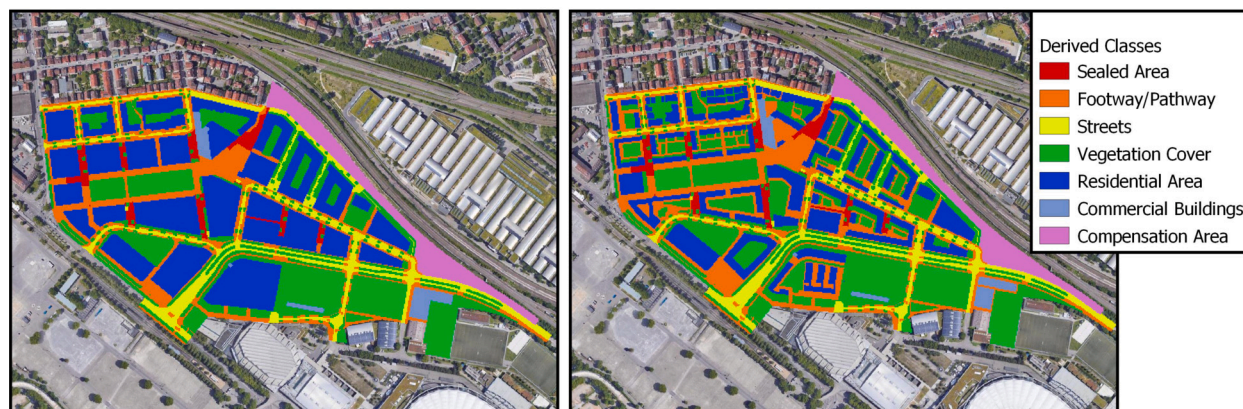 Derived Classes
Sealed Area
Footway/Pathway
Streets
Vegetation Cover
Residential Area
Commercial Buildings
Compensation Area